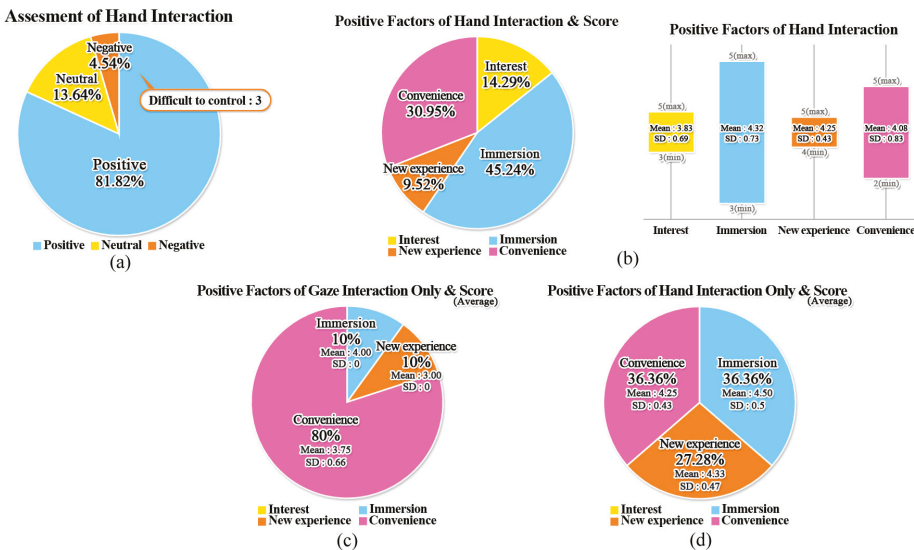 Assesment of Hand Interaction
Negative
4.54%
Neutral
13.64%
Difficult to control : 3
Positive
81.82%
Positive Neutral Negative
(a)
Positive Factors of Hand Interaction & Score
Interest
14.29%
Convenience
30.95%
Immersion
45.24%
New experience
9.52%
Interest Immersion
New experience Convenience
Positive Factors of Hand Interaction
5(max)
Mean : 3.83
SD : 0.69
3(min)
Interest
5(max)
Mean : 4.32
SD : 0.73
3(min)
Immersion
5(max)
Mean : 4.25
SD : 0.43
4(min)
New experience
5(max)
Mean : 4.08
SD : 0.83
2(min)
Convenience
(b)
Positive Factors of Gaze Interaction Only & Score
(Average)
Immersion
10%
Mean : 4.00
SD : 0
New experience
10%
Mean : 3.00
SD : 0
Convenience
80%
Mean : 3.75
SD : 0.66
Interest Immersion
New experience Convenience
(c)
Positive Factors of Hand Interaction Only & Score
(Average)
Convenience
36.36%
Mean : 4.25
SD : 0.43
Immersion
36.36%
Mean : 4.50
SD : 0.5
New experience
27.28%
Mean : 4.33
SD : 0.47
Interest Immersion
New experience Convenience
(d)